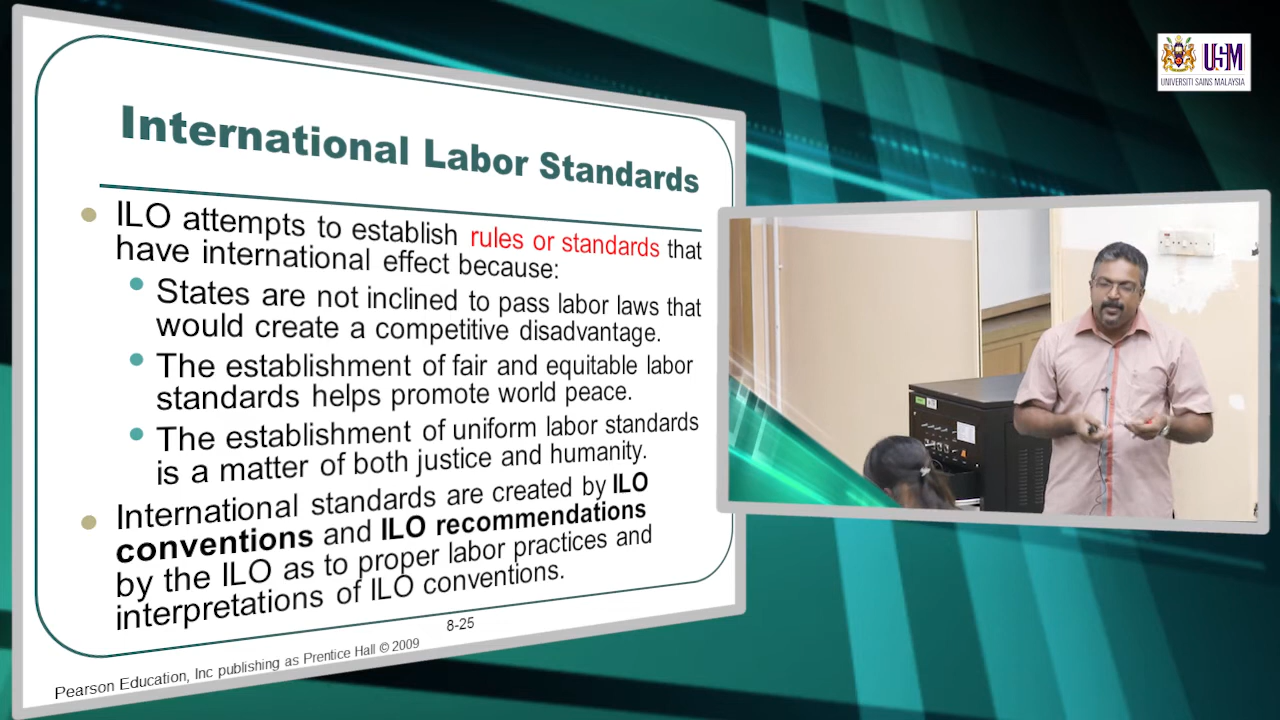 USM
UNIVERSITI SAINS MALAYSIA
International Labor Standards
ILO attempts to establish rules or standards that
have international effect because:
States are not inclined to pass labor laws that
would create a competitive disadvantage.
The establishment of fair and equitable labor
standards helps promote world peace.
The establishment of uniform labor standards
is a matter of both justice and humanity.
International standards are created by ILO
conventions and ILO recommendations
by the ILO as to proper labor practices and
interpretations of ILO conventions.
8-25
Pearson Education, Inc publishing as Prentice Hall © 2009